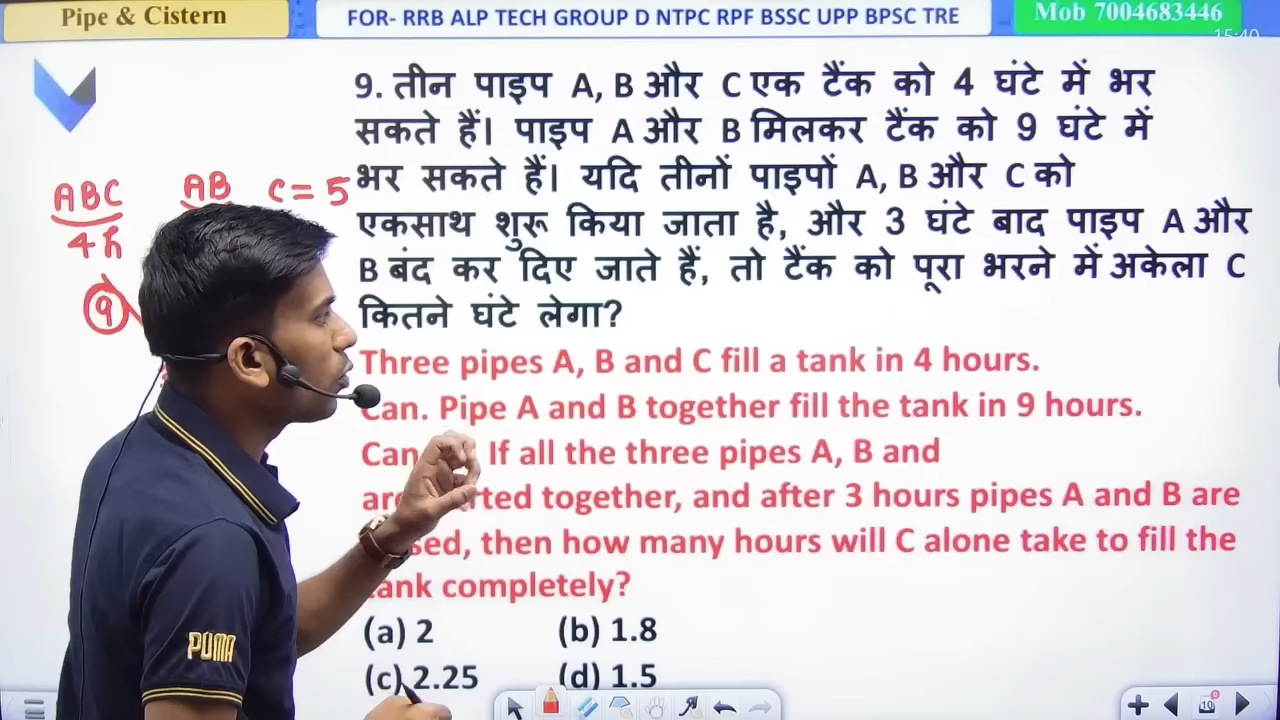 Pipe & Cistern
FOR- RRB ALP TECH GROUP D NTPC RPF BSSC UPP BPSC TRE
Mob 7004683446
15:40
9. तीन पाइप A, B और C एक टैंक को 4 घंटे में भर
सकते हैं। पाइप A और B मिलकर टैंक को 9 घंटे में
भर सकते हैं। यदि तीनों पाइपों A, B और C को
एकसाथ शुरू किया जाता है, और 3 घंटे बाद पाइप A और
B बंद कर दिए जाते हैं, तो टैंक को पूरा भरने में अकेला C
कितने घंटे लेगा?
ABC
4h
9
AB
C = 5
Three pipes A, B and C fill a tank in 4 hours.
Can. Pipe A and B together fill the tank in 9 hours.
Can If all the three pipes A, B and
together, and after 3 hours pipes A and B are
then how many hours will C alone take to fill the
tank completely?
(a) 2
(b) 1.8
(c) 2.25
(d) 1.5
PUMA
10